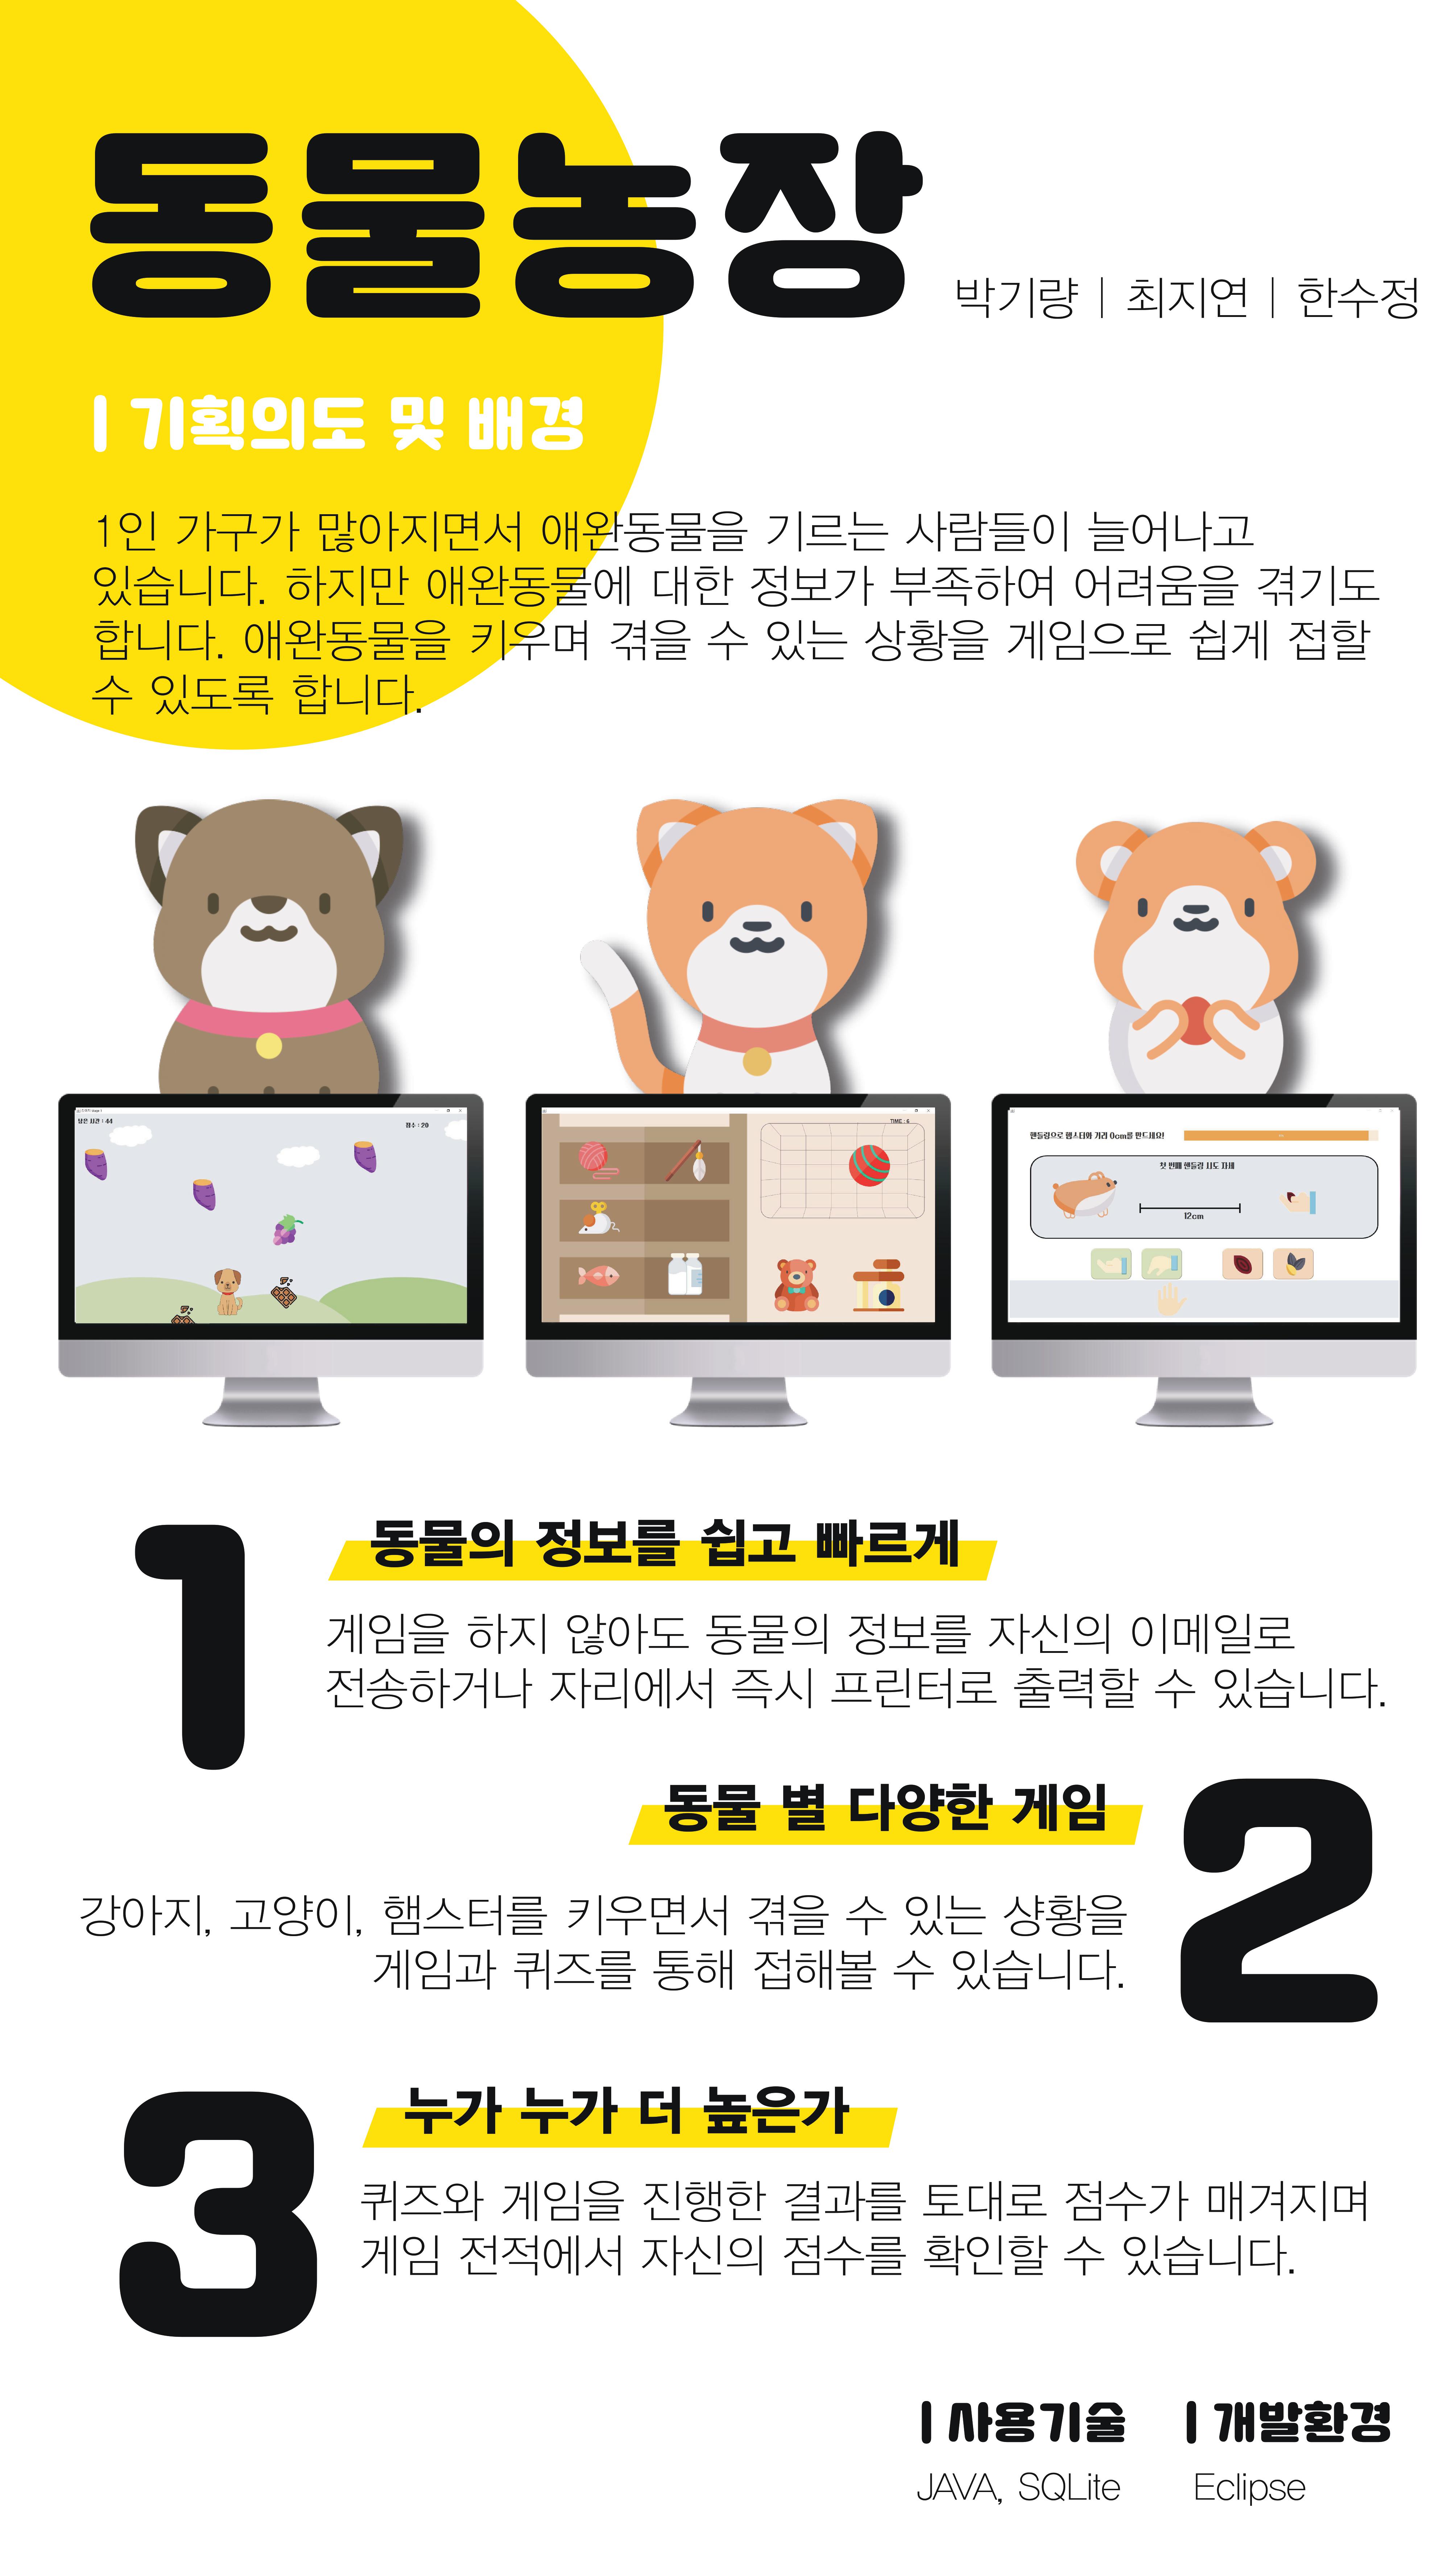 동물농장
박기량 | 최지연 | 한수정
| 기획의도 및 배경
1인 가구가 많아지면서 애완동물을 기르는 사람들이 늘어나고
있습니다. 하지만 애완동물에 대한 정보가 부족하여 어려움을 겪기도
합니다. 애완동물을 키우며 겪을 수 있는 상황을 게임으로 쉽게 접할
수 있도록 합니다.
남은 시간 : 44
점수 : 20
TIME : 6
핸들링으로 햄스터와 거리 0cm를 만드세요!
첫 번째 핸들링 시도 자세
12cm
1
동물의 정보를 쉽고 빠르게
게임을 하지 않아도 동물의 정보를 자신의 이메일로
전송하거나 자리에서 즉시 프린터로 출력할 수 있습니다.
동물 별 다양한 게임
2
강아지, 고양이, 햄스터를 키우면서 겪을 수 있는 샹황을
게임과 퀴즈를 통해 접해볼 수 있습니다.
3
누가 누가 더 높은가
퀴즈와 게임을 진행한 결과를 토대로 점수가 매겨지며
게임 전적에서 자신의 점수를 확인할 수 있습니다.
| 사용기술
| 개발환경
JAVA, SQLite
Eclipse